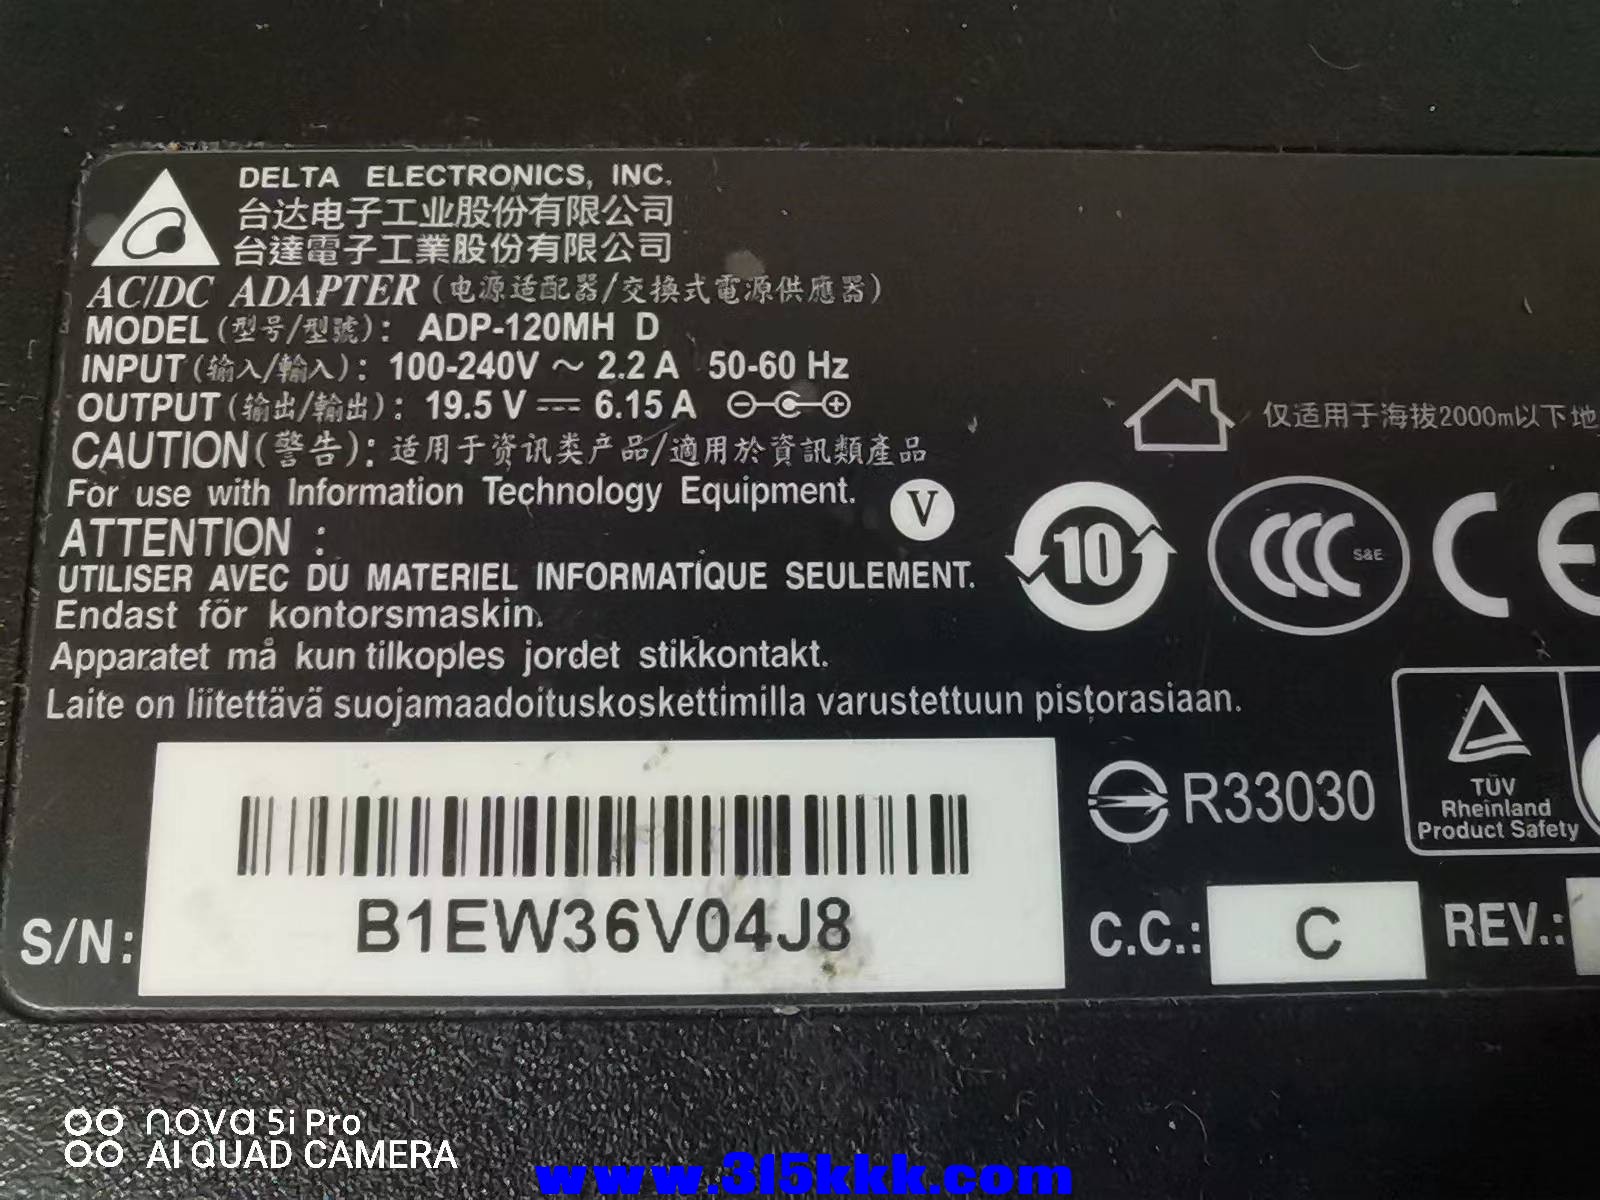 DELTA ELECTRONICS, INC.
台达电子工业股份有限公司
台達電子工業股份有限公司
AC/DC ADAPTER (电源适配器/交換式電源供應器)
MODEL (型号/型號): ADP-120MH D
INPUT (输入/輸入): 100-240V ~ 2.2 A 50-60 Hz
OUTPUT (输出/輸出): 19.5 V ⎓ 6.15 A
CAUTION (警告): 适用于资讯类产品/適用於資訊類產品
For use with Information Technology Equipment.
V
ATTENTION :
UTILISER AVEC DU MATERIEL INFORMATIQUE SEULEMENT.
Endast för kontorsmaskin.
Apparatet må kun tilkoples jordet stikkontakt.
Laite on liitettävä suojamaadoituskoskettimilla varustettuun pistorasiaan.
仅适用于海拔2000m以下地
10
CCC S&E
CE
R33030
TÜV
Rheinland
Product Safety
S/N: B1EW36V04J8
C.C.: C
REV.:
nova 5i Pro
AI QUAD CAMERA
www.315kkk.com